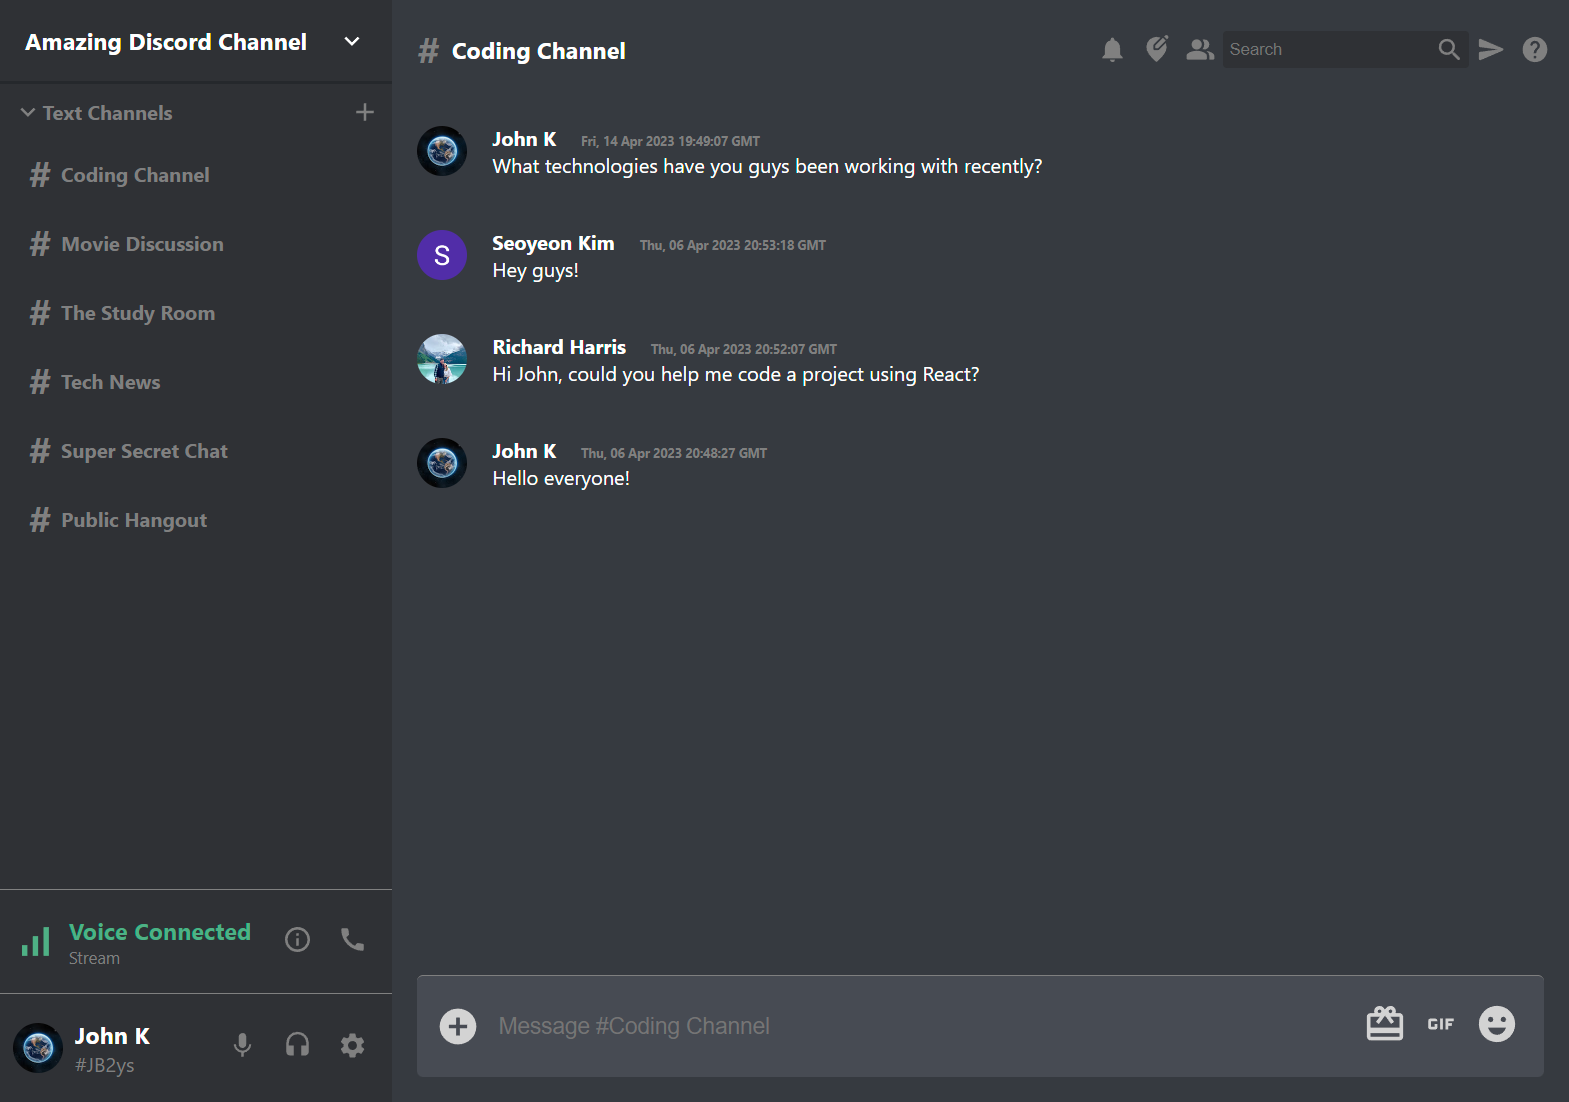 Amazing Discord Channel
Text Channels
# Coding Channel
# Movie Discussion
# The Study Room
# Tech News
# Super Secret Chat
# Public Hangout
Voice Connected
Stream
John K
#JB2ys
# Coding Channel
Search
John K Fri, 14 Apr 2023 19:49:07 GMT
What technologies have you guys been working with recently?
S
Seoyeon Kim Thu, 06 Apr 2023 20:53:18 GMT
Hey guys!
Richard Harris Thu, 06 Apr 2023 20:52:07 GMT
Hi John, could you help me code a project using React?
John K Thu, 06 Apr 2023 20:48:27 GMT
Hello everyone!
Message #Coding Channel
GIF